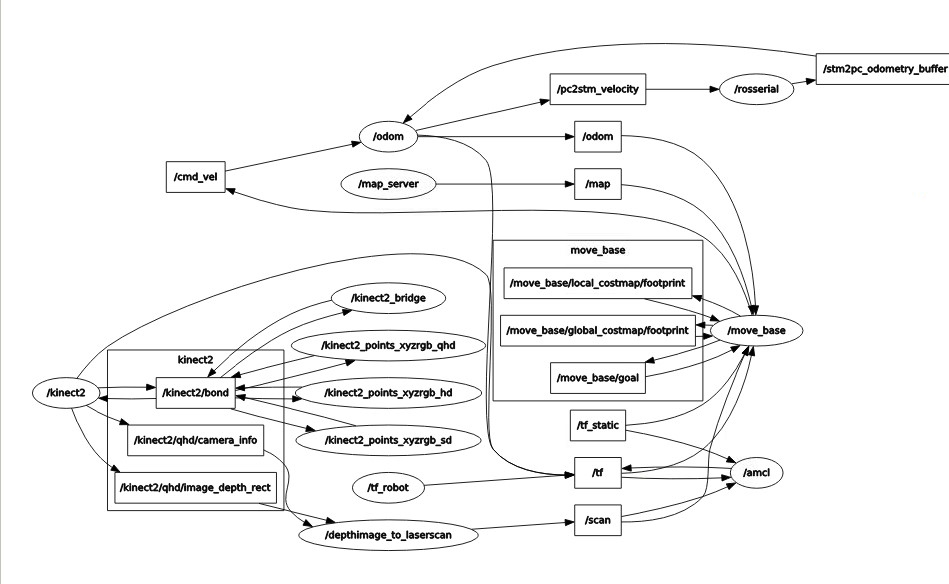 /stm2pc_odometry_buffer
/pc2stm_velocity
/rosserial
/odom
/odom
/cmd_vel
/map_server
/map
move_base
/move_base/local_costmap/footprint
/kinect2_bridge
/move_base/global_costmap/footprint
/move_base
/kinect2_points_xyzrgb_qhd
kinect2
/move_base/goal
/kinect2
/kinect2/bond
/kinect2_points_xyzrgb_hd
/tf_static
/kinect2/qhd/camera_info
/kinect2_points_xyzrgb_sd
/tf
/amcl
/kinect2/qhd/image_depth_rect
/tf_robot
/scan
/depthimage_to_laserscan